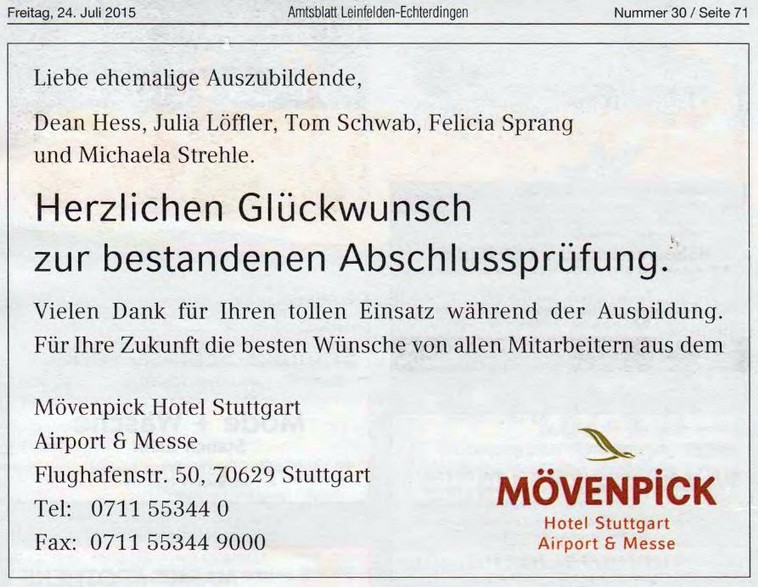 Freitag, 24. Juli 2015 Amtsblatt Leinfelden-Echterdingen Nummer 30 / Seite 71
Liebe ehemalige Auszubildende,
Dean Hess, Julia Löffler, Tom Schwab, Felicia Sprang
und Michaela Strehle.
Herzlichen Glückwunsch
zur bestandenen Abschlussprüfung.
Vielen Dank für Ihren tollen Einsatz während der Ausbildung.
Für Ihre Zukunft die besten Wünsche von allen Mitarbeitern aus dem
Mövenpick Hotel Stuttgart
Airport & Messe
Flughafenstr. 50, 70629 Stuttgart
Tel: 0711 55344 0
Fax: 0711 55344 9000
MÖVENPiCK
Hotel Stuttgart
Airport & Messe